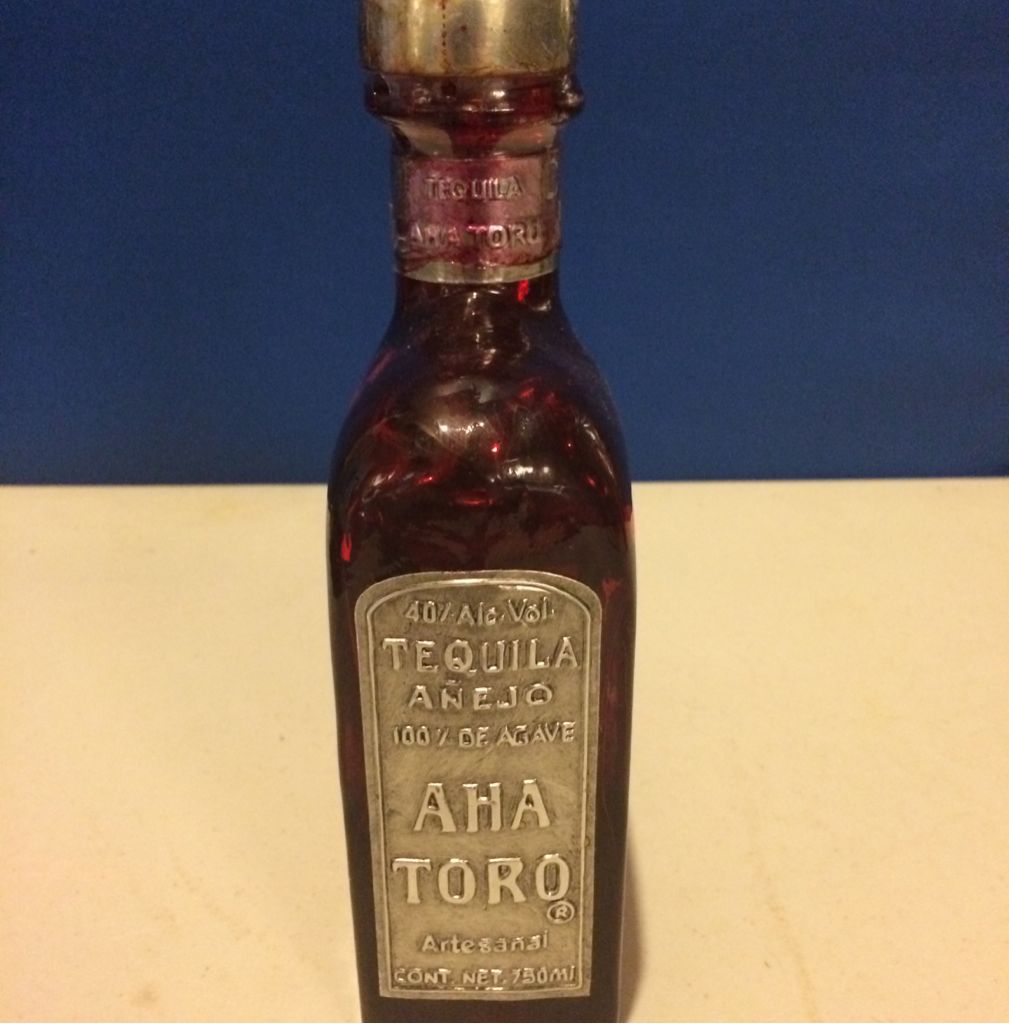 TEQUILA
AHA TORO
40% Alc. Vol.
TEQUILA
AÑEJO
100% DE AGAVE
AHA
TORO
®
Artesanal
CONT. NET. 750ml